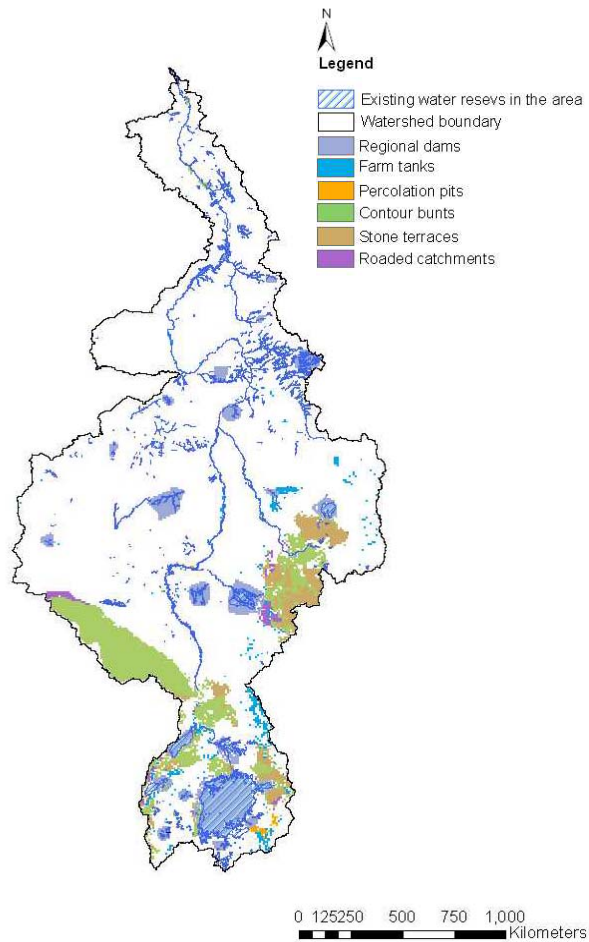 N
Legend
Existing water resevs in the area
Watershed boundary
Regional dams
Farm tanks
Percolation pits
Contour bunts
Stone terraces
Roaded catchments
0 125250 500 750 1,000
Kilometers